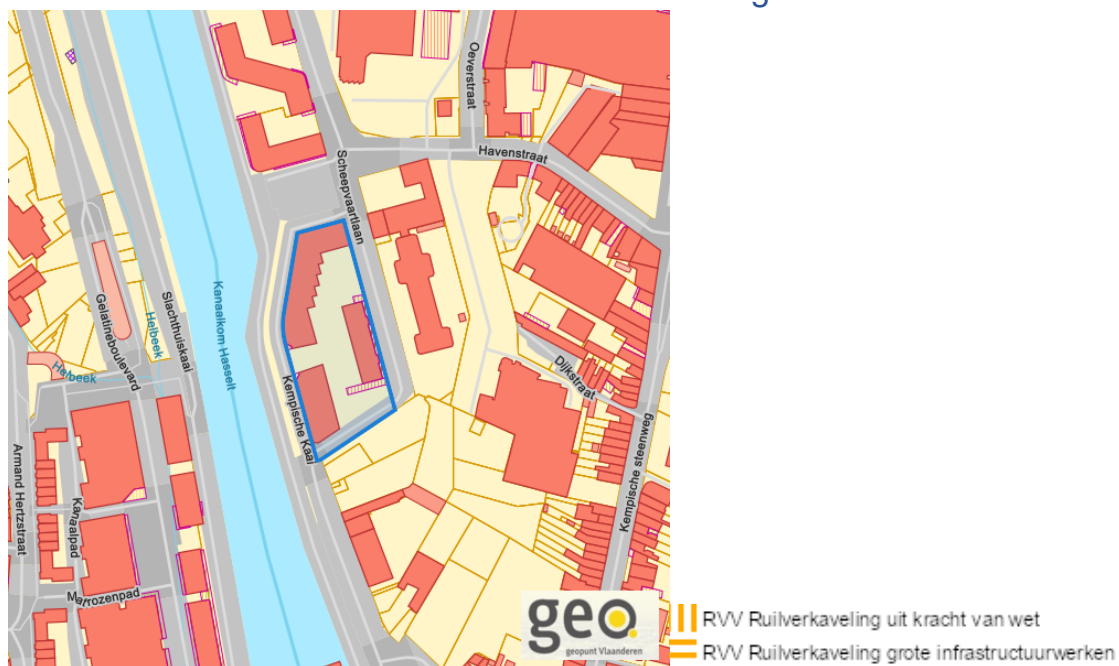 Oeverstraat
Havenstraat
Scheepvaartlaan
Kanaalkom Hasselt
Slachthuiskaai
Gelatineboulevard
Helbeek
Helbeek
Kempische Kaai
Dijkstraat
Kempische steenweg
Armand Hertzstraat
Kanaalpad
Matrozenpad
geo
geopunt Vlaanderen
RVV Ruilverkaveling uit kracht van wet
RVV Ruilverkaveling grote infrastructuurwerken